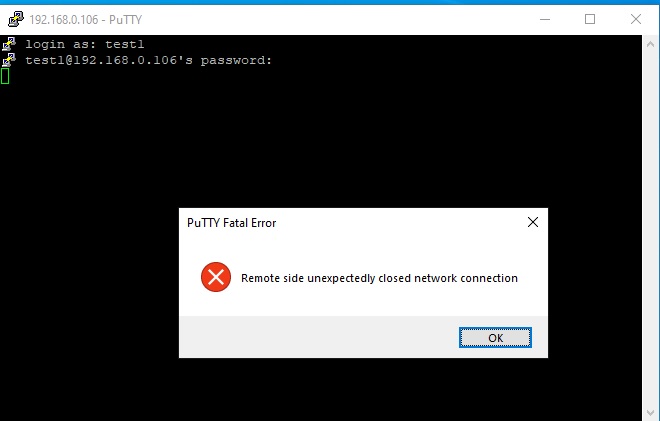 192.168.0.106 - PuTTY
login as: test1
test1@192.168.0.106's password:
PuTTY Fatal Error
Remote side unexpectedly closed network connection
OK